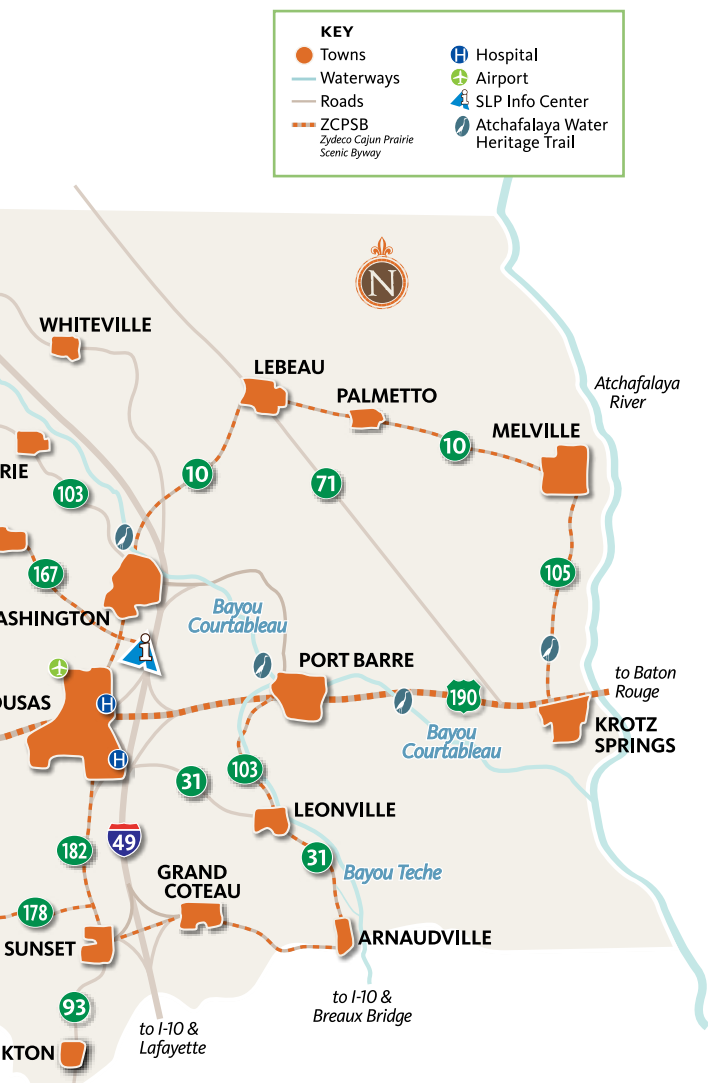 KEY
Towns
Waterways
Roads
ZCPSB
Zydeco Cajun Prairie
Scenic Byway
H Hospital
Airport
i SLP Info Center
Atchafalaya Water
Heritage Trail
N
WHITEVILLE
LEBEAU
PALMETTO
Atchafalaya
River
MELVILLE
RIE
10
10
71
103
167
105
ASHINGTON
Bayou
Courtableau
i
PORT BARRE
to Baton
Rouge
OUSAS
H
190
KROTZ
SPRINGS
Bayou
Courtableau
H
103
31
LEONVILLE
49
182
31
GRAND
COTEAU
Bayou Teche
178
SUNSET
ARNAUDVILLE
93
to I-10 &
Breaux Bridge
to I-10 &
Lafayette
KTON